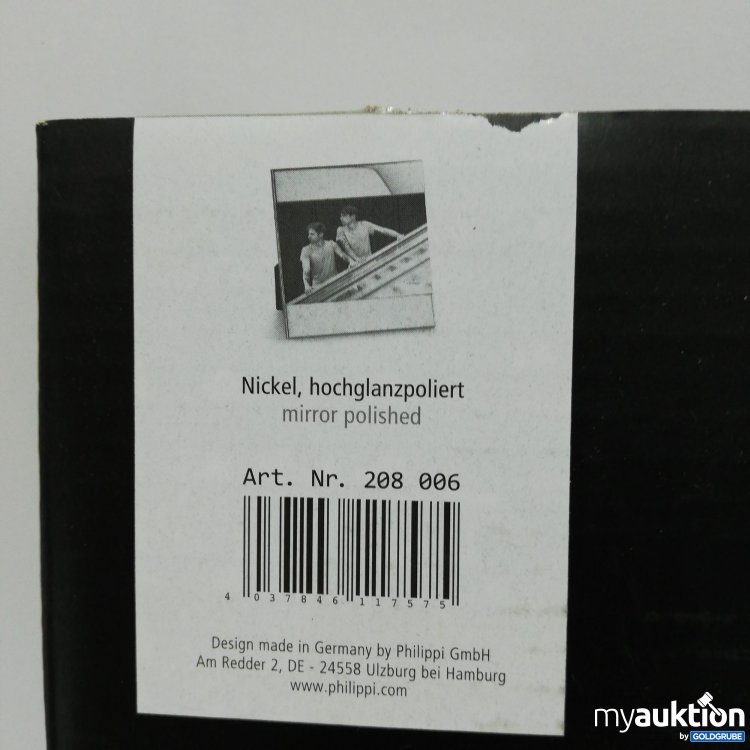 Nickel, hochglanzpoliert
mirror polished
Art. Nr. 208 006
4 037846 117575
Design made in Germany by Philippi GmbH
Am Redder 2, DE - 24558 Ulzburg bei Hamburg
www.philippi.com
myauktion
by GOLDGRUBE